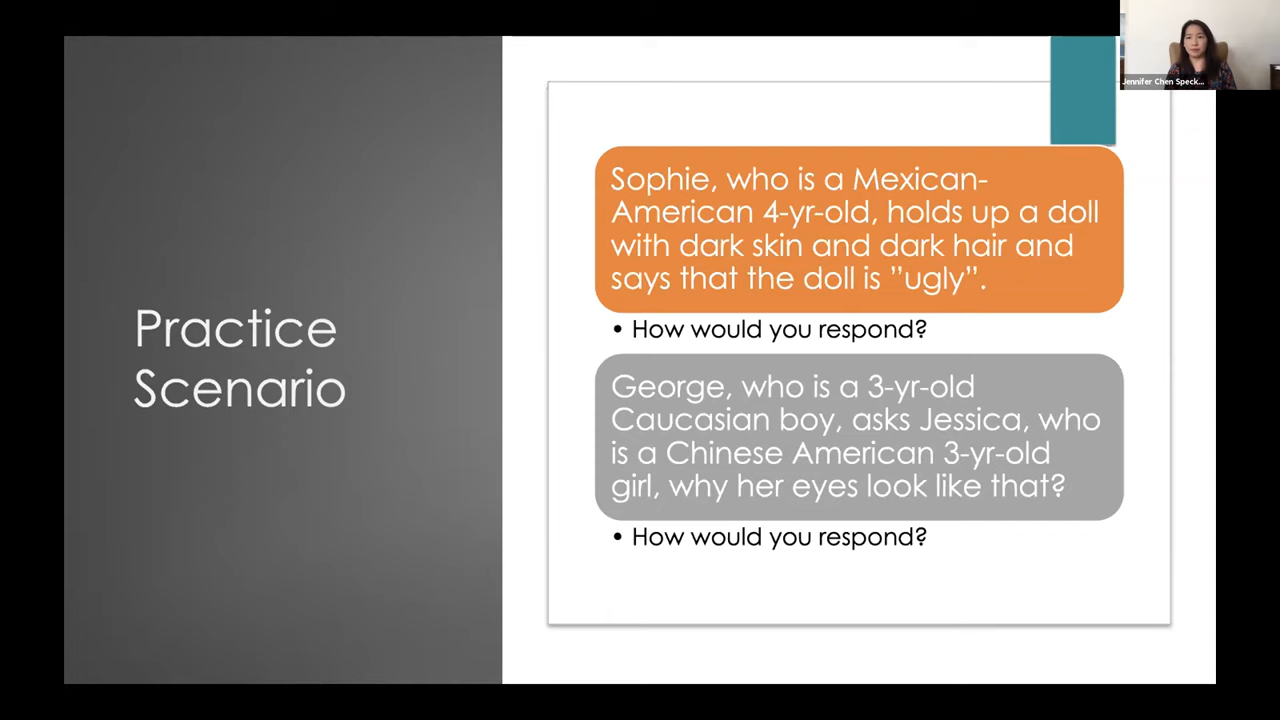 Jennifer Chen Speck...
Practice
Scenario
Sophie, who is a Mexican-
American 4-yr-old, holds up a doll
with dark skin and dark hair and
says that the doll is ”ugly”.
• How would you respond?
George, who is a 3-yr-old
Caucasian boy, asks Jessica, who
is a Chinese American 3-yr-old
girl, why her eyes look like that?
• How would you respond?